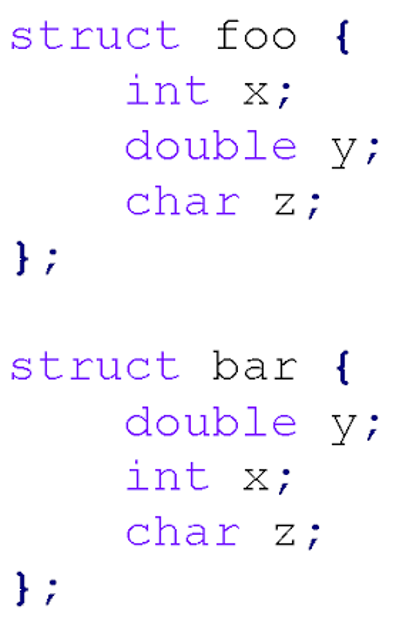 struct foo {
    int x;
    double y;
    char z;
};

struct bar {
    double y;
    int x;
    char z;
};